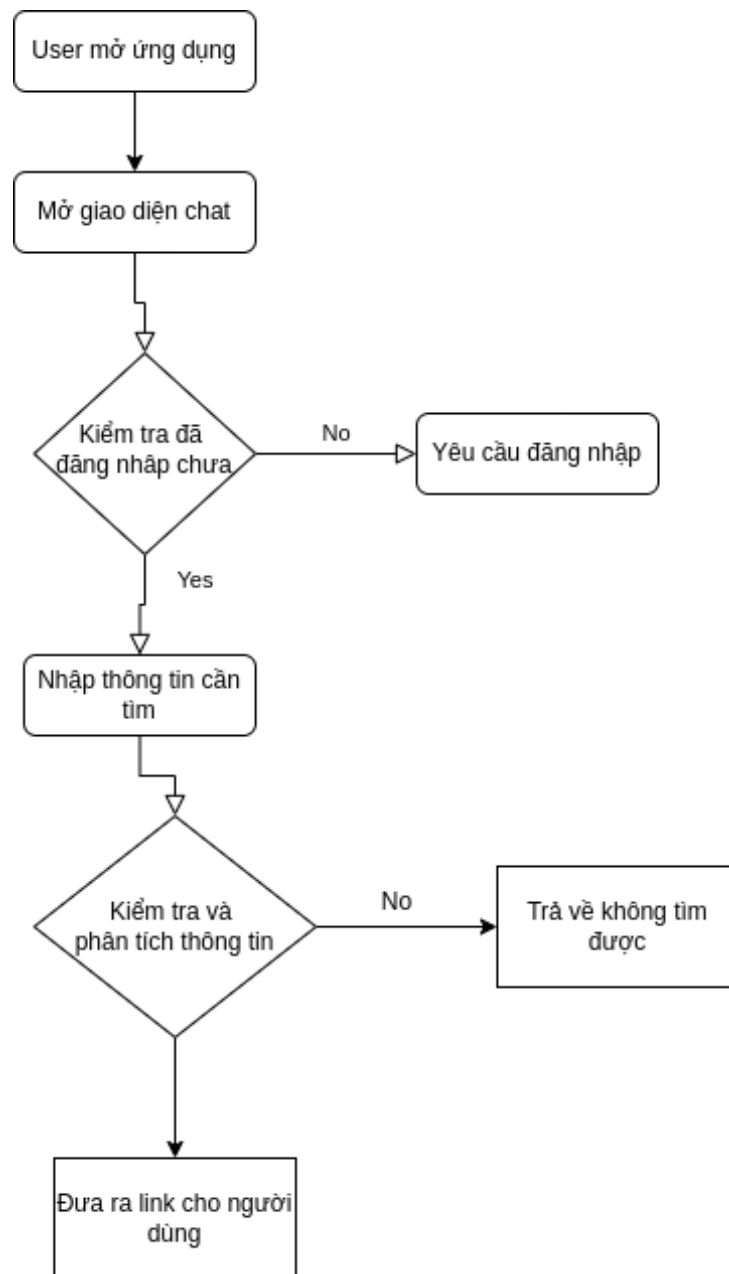 User mở ứng dụng
Mở giao diện chat
Kiểm tra đã
đăng nhâp chưa
No
Yêu cầu đăng nhập
Yes
Nhập thông tin cần
tìm
Kiểm tra và
phân tích thông tin
No
Trả về không tìm
được
Đưa ra link cho người
dùng